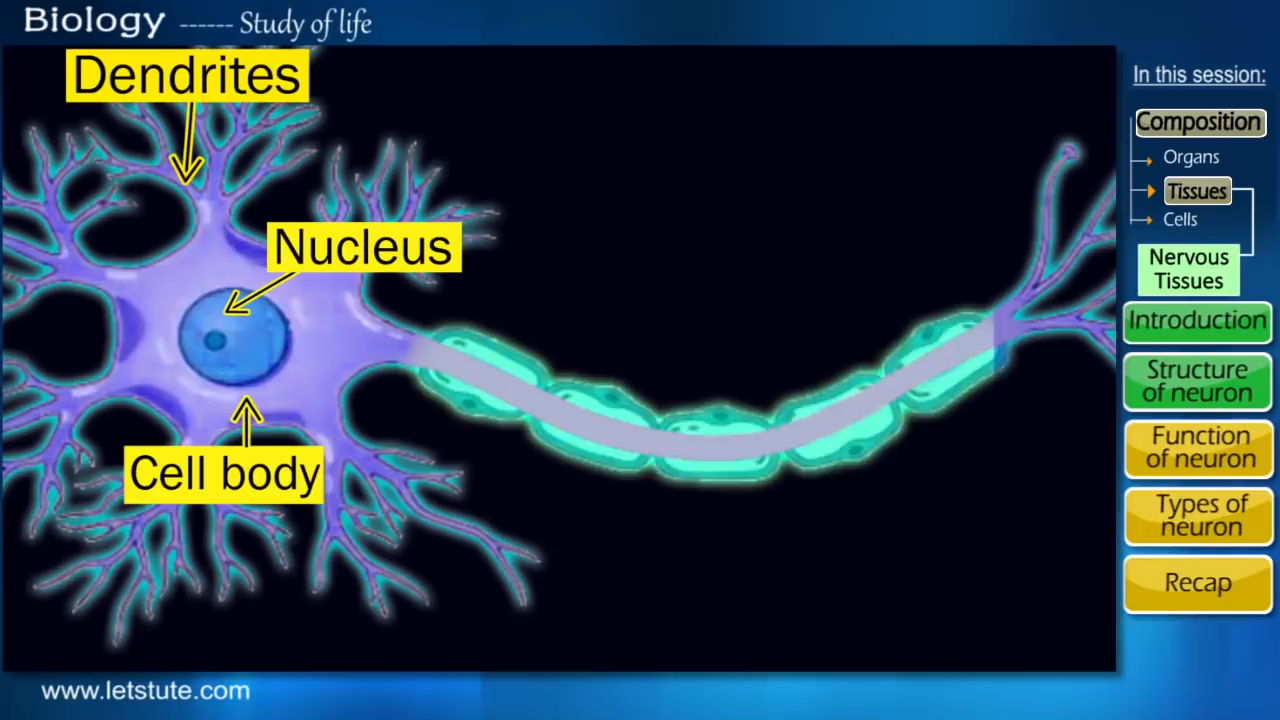 Biology ------ Study of life
Dendrites
Nucleus
Cell body
In this session:
Composition
Organs
Tissues
Cells
Nervous
Tissues
Introduction
Structure
of neuron
Function
of neuron
Types of
neuron
Recap
www.letstute.com